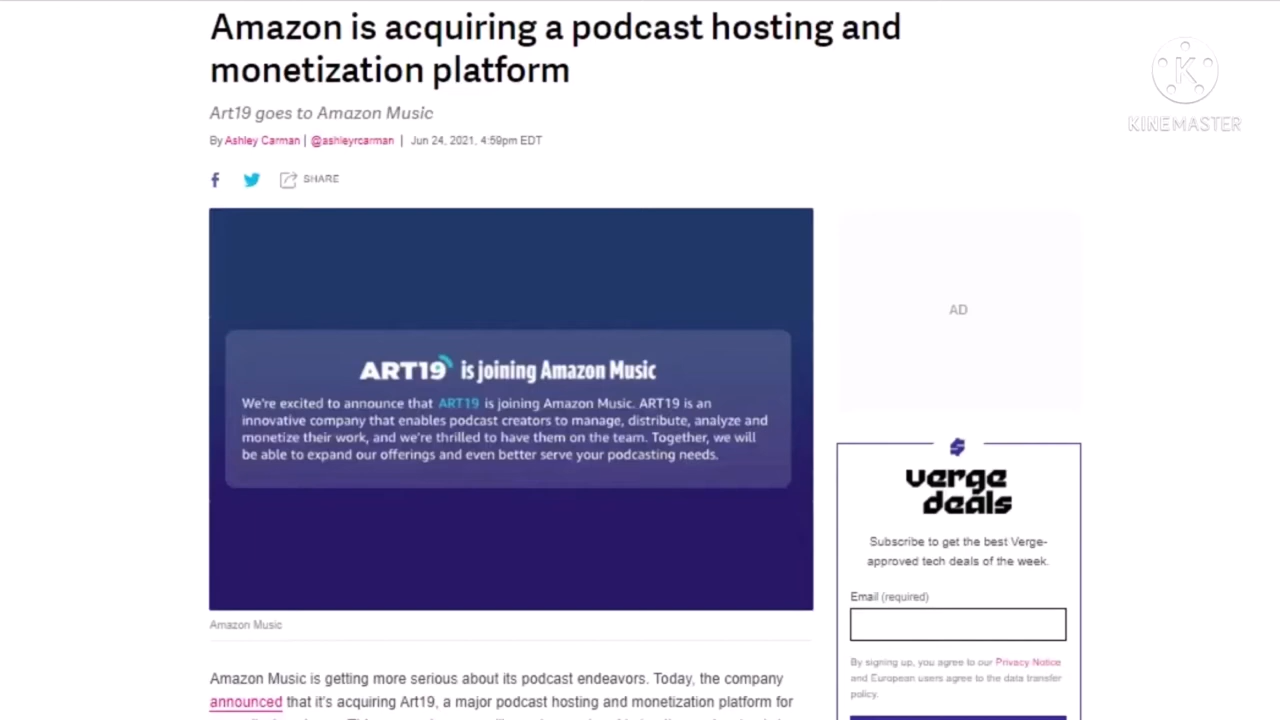 Amazon is acquiring a podcast hosting and
monetization platform
Art19 goes to Amazon Music
By Ashley Carman | @ashleyrcarman | Jun 24, 2021, 4:59pm EDT
SHARE
KINEMASTER
ART19 is joining Amazon Music
We're excited to announce that ART19 is joining Amazon Music. ART19 is an
innovative company that enables podcast creators to manage, distribute, analyze and
monetize their work, and we're thrilled to have them on the team. Together, we will
be able to expand our offerings and even better serve your podcasting needs.
Amazon Music
Amazon Music is getting more serious about its podcast endeavors. Today, the company
announced that it's acquiring Art19, a major podcast hosting and monetization platform for
AD
verge
deals
Subscribe to get the best Verge-
approved tech deals of the week.
Email (required)
By signing up, you agree to our Privacy Notice
and European users agree to the data transfer
policy.